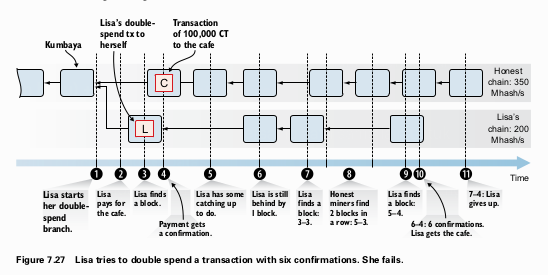 Lisa's double-
spend tx to
herself
Transaction
of 100,000 CT
to the cafe
Kumbaya
C
Honest
chain: 350
Mhash/s
L
Lisa's
chain: 200
Mhash/s
1
2
3
4
5
6
7
8
9
10
11
Time
Lisa starts
her double-
spend
branch.
Lisa
pays for
the cafe.
Lisa finds
a block.
Payment gets
a confirmation.
Lisa has some
catching up
to do.
Lisa is still
behind by
1 block.
Lisa
finds a
block:
3–3.
Honest
miners find
2 blocks in
a row: 5–3.
Lisa
finds a
block:
5–4.
6–4: 6 confirmations.
Lisa gets the cafe.
7–4: Lisa
gives up.
Figure 7.27 Lisa tries to double spend a transaction with six confirmations. She fails.